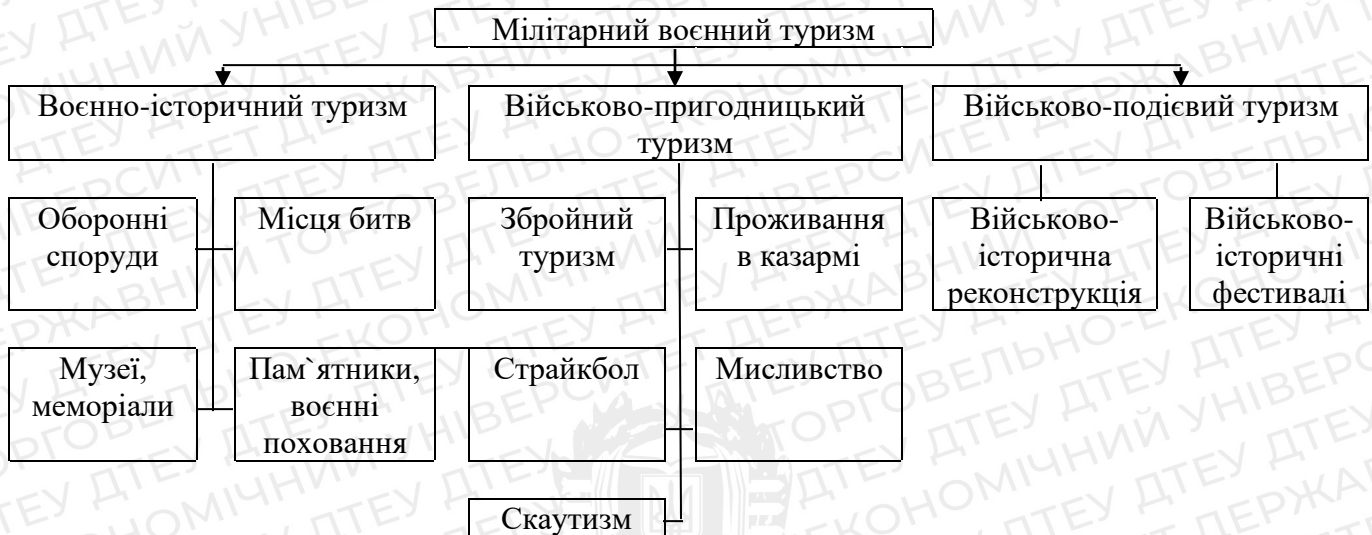 Мілітарний воєнний туризм
Воєнно-історичний туризм
Військово-пригодницький
туризм
Військово-подієвий туризм
Оборонні
споруди
Місця битв
Збройний
туризм
Проживання
в казармі
Військово-
історична
реконструкція
Військово-
історичні
фестивалі
Музеї,
меморіали
Пам`ятники,
воєнні
поховання
Страйкбол
Мисливство
Скаутизм